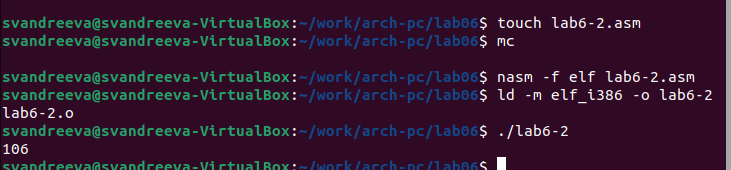 svandreeva@svandreeva-VirtualBox:~/work/arch-pc/lab06$ touch lab6-2.asm
svandreeva@svandreeva-VirtualBox:~/work/arch-pc/lab06$ mc
svandreeva@svandreeva-VirtualBox:~/work/arch-pc/lab06$ nasm -f elf lab6-2.asm
svandreeva@svandreeva-VirtualBox:~/work/arch-pc/lab06$ ld -m elf_i386 -o lab6-2
lab6-2.o
svandreeva@svandreeva-VirtualBox:~/work/arch-pc/lab06$ ./lab6-2
106
svandreeva@svandreeva-VirtualBox:~/work/arch-pc/lab06$